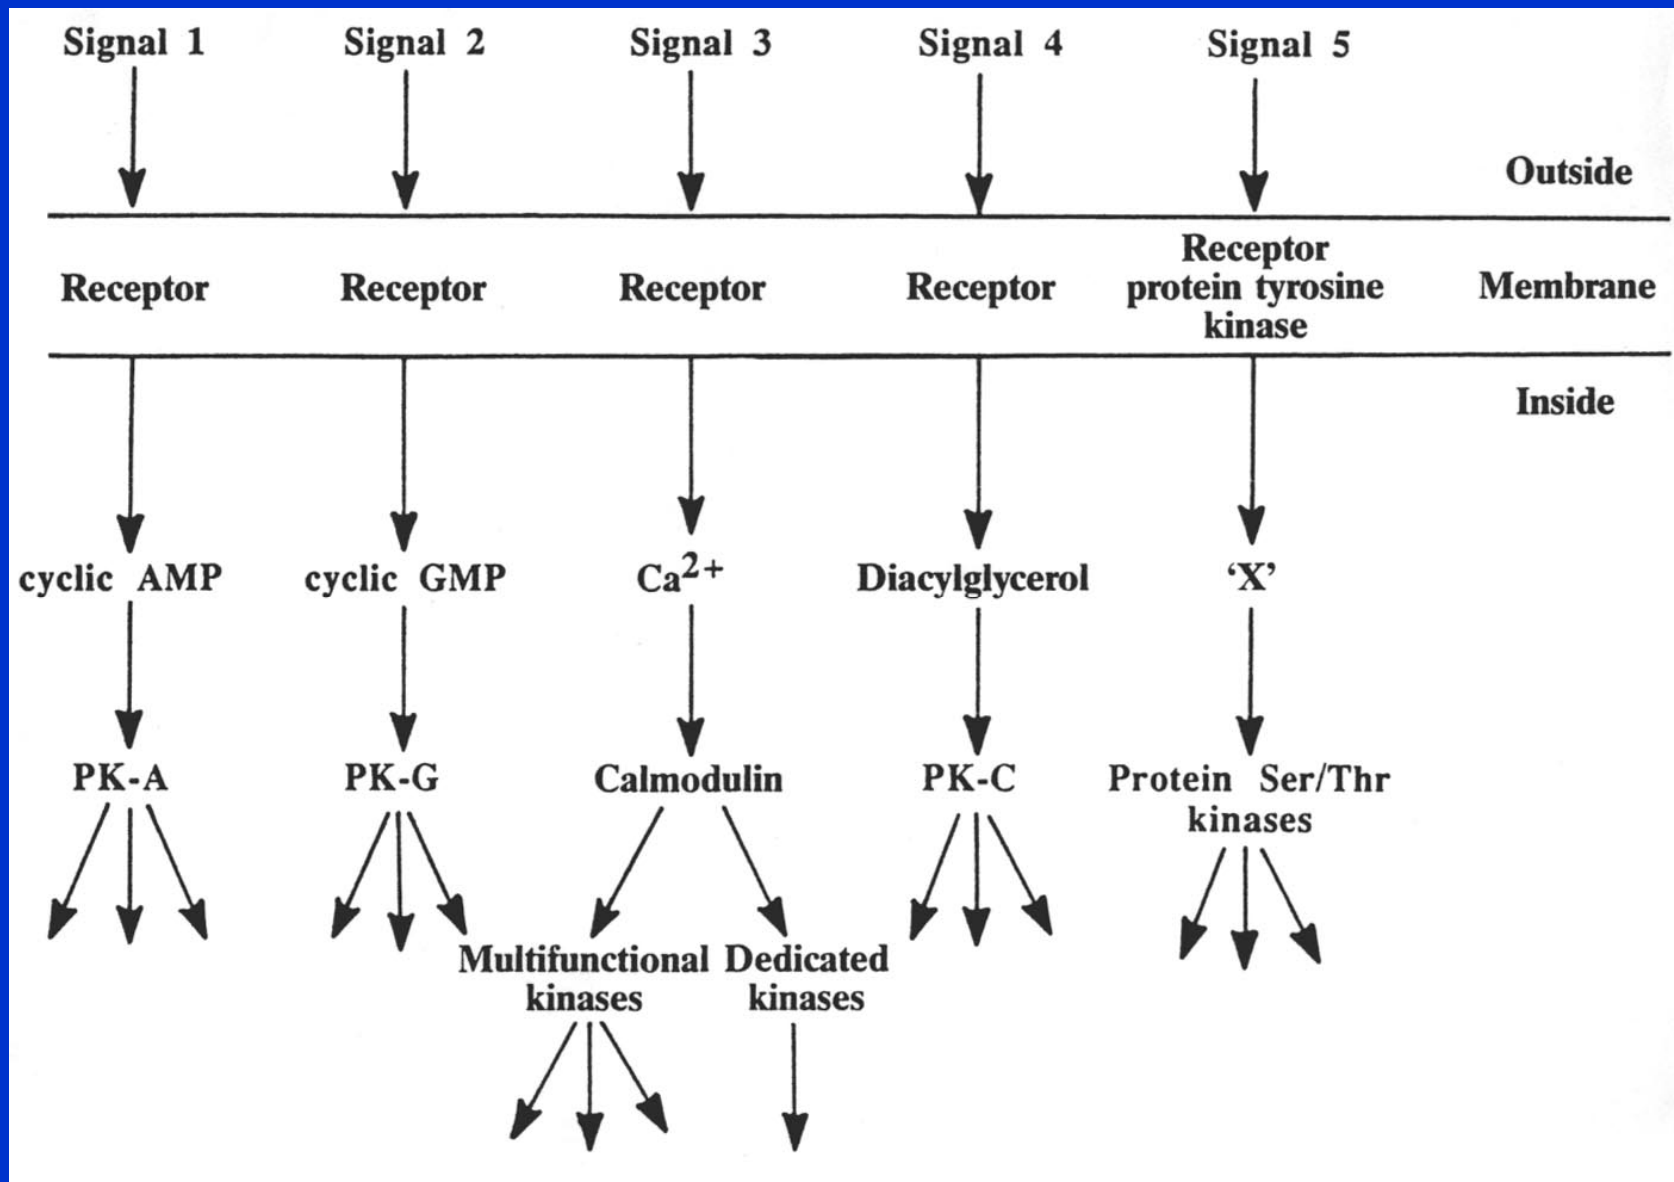 Signal 1 Signal 2 Signal 3 Signal 4 Signal 5
Outside
Receptor Receptor Receptor Receptor Receptor
protein tyrosine
kinase Membrane
Inside
cyclic AMP cyclic GMP Ca2+ Diacylglycerol ‘X’
PK-A PK-G Calmodulin PK-C Protein Ser/Thr
kinases
Multifunctional Dedicated
kinases kinases